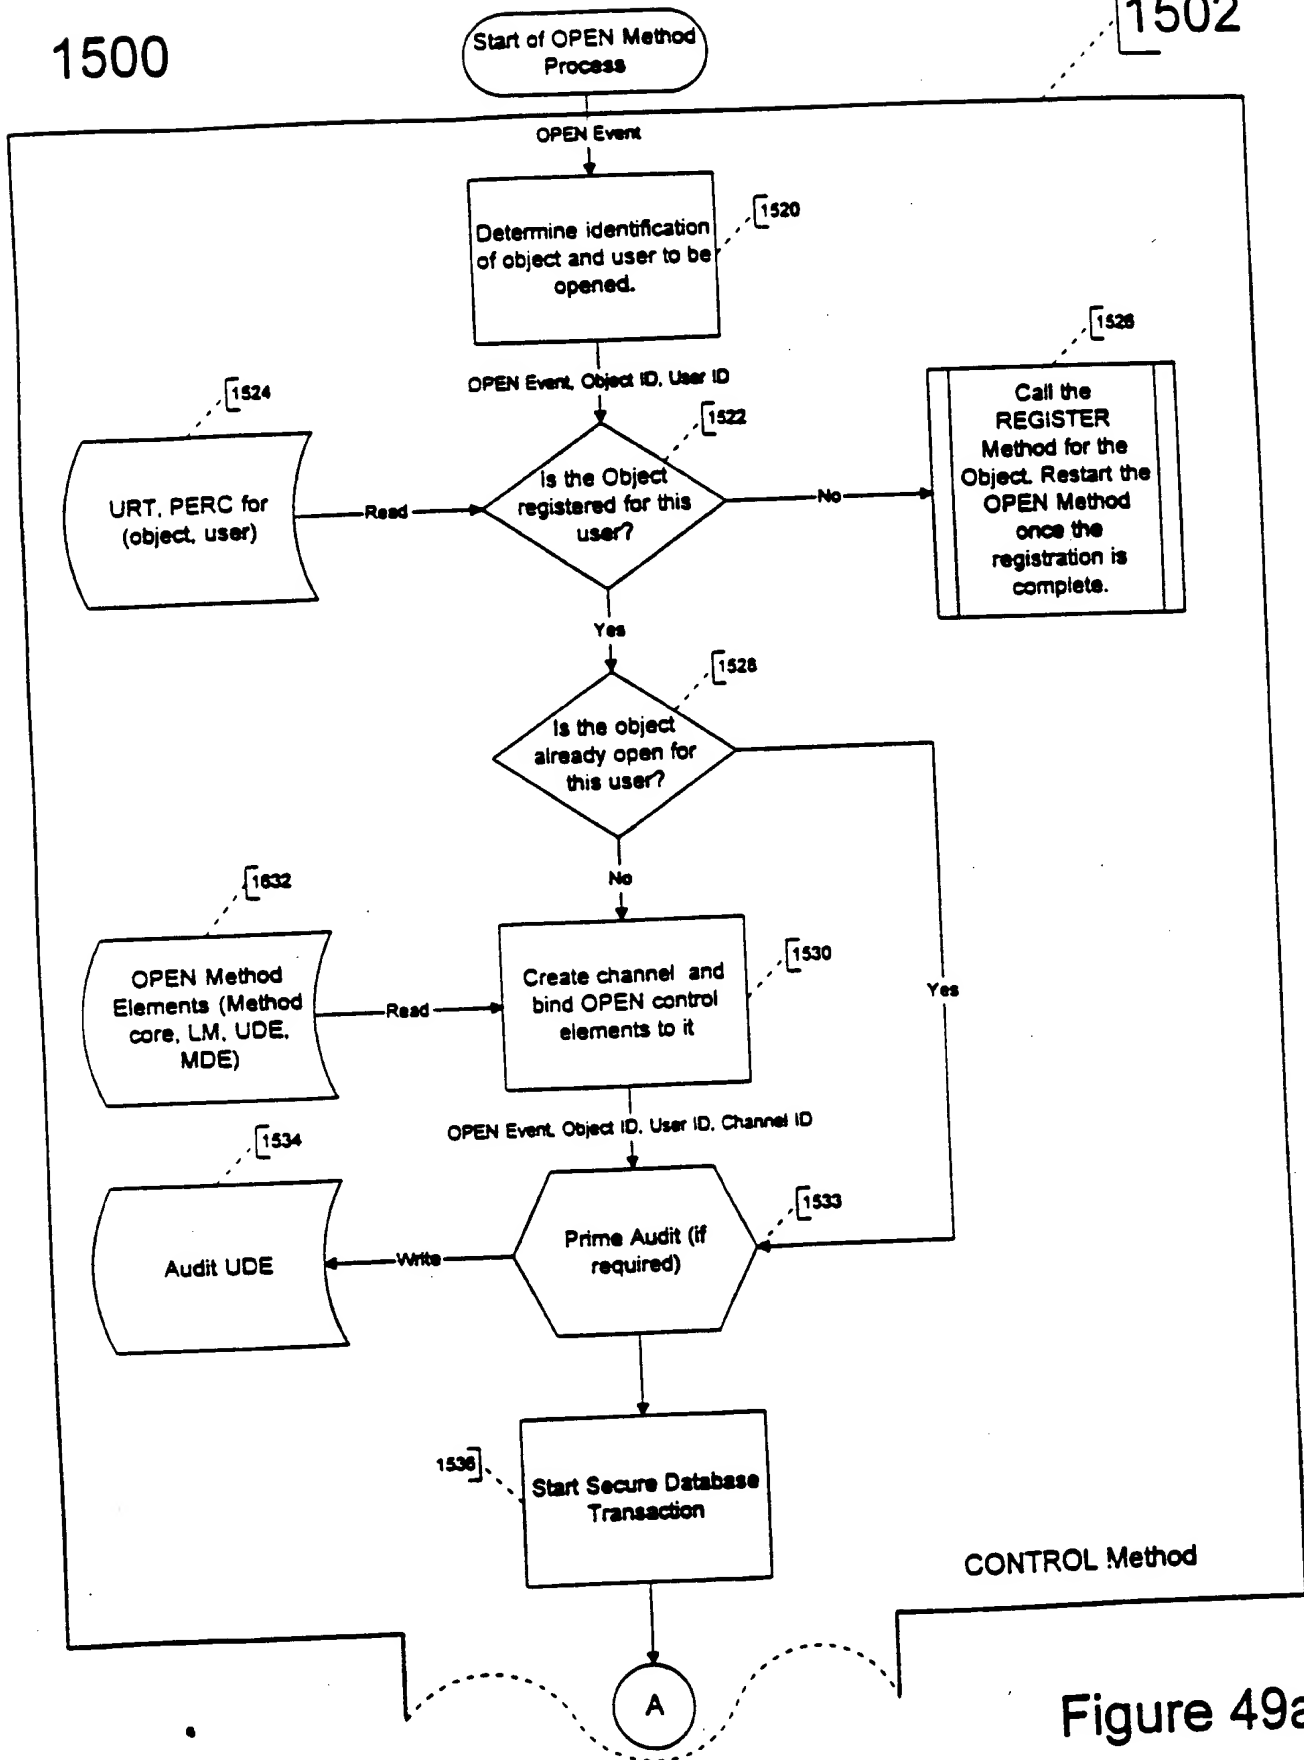 1500
1502
Start of OPEN Method
Process
OPEN Event
Determine identification
of object and user to be
opened.
1520
OPEN Event, Object ID, User ID
1526
Call the
REGISTER
Method for the
Object. Restart the
OPEN Method
once the
registration is
complete.
1524
URT, PERC for
(object, user)
Read
1522
Is the Object
registered for this
user?
No
Yes
1528
Is the object
already open for
this user?
No
Yes
1632
OPEN Method
Elements (Method
core, LM, UDE,
MDE)
Read
Create channel and
bind OPEN control
elements to it
1530
OPEN Event, Object ID, User ID, Channel ID
1534
Audit UDE
Write
Prime Audit (if
required)
1533
1536
Start Secure Database
Transaction
CONTROL Method
A
Figure 49a